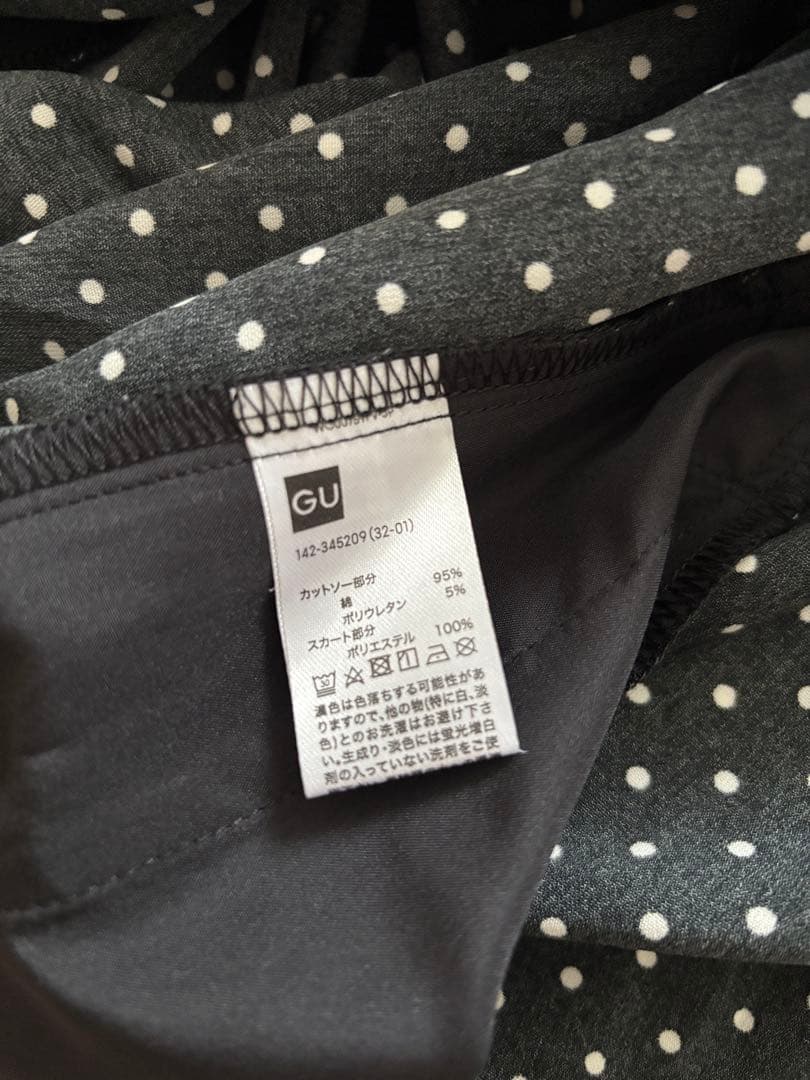 GU
142-345209(32-01)
カットソー部分
綿 95%
ポリウレタン 5%
スカート部分
ポリエステル 100%
30
濃色は色落ちする可能性があ
りますので、他の物(特に白、淡
色)とのお洗濯はお避け下さ
い。生成り・淡色には蛍光増白
剤の入っていない洗剤をご使